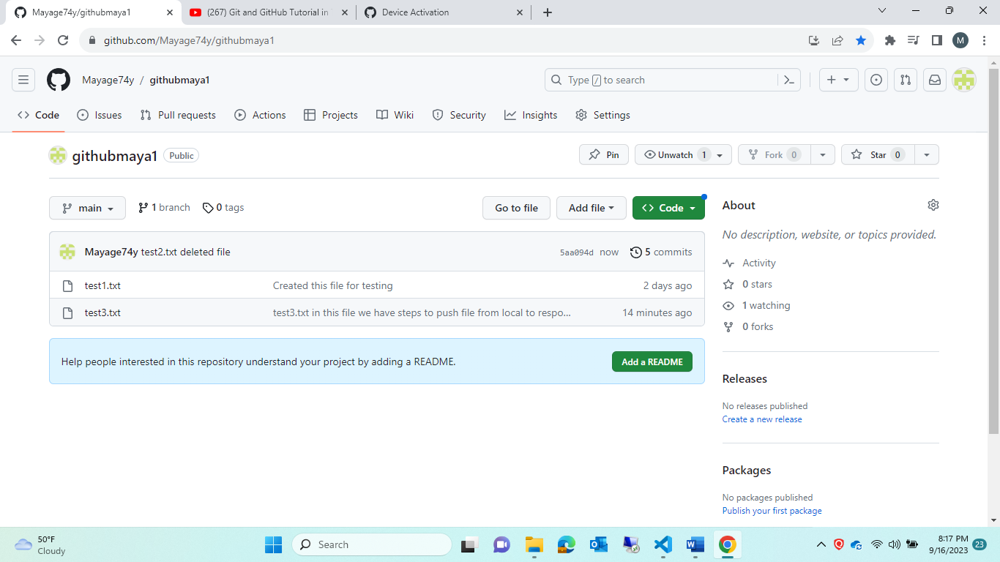 Mayage74y/githubmaya1
(267) Git and GitHub Tutorial in
Device Activation
github.com/Mayage74y/githubmaya1
M
Mayage74y / githubmaya1
Type / to search
Code
Issues
Pull requests
Actions
Projects
Wiki
Security
Insights
Settings
githubmaya1
Public
Pin
Unwatch 1
Fork 0
Star 0
main
1 branch
0 tags
Go to file
Add file
Code
About
No description, website, or topics provided.
Mayage74y test2.txt deleted file
5aa094d now
5 commits
test1.txt
Created this file for testing
2 days ago
test3.txt
test3.txt in this file we have steps to push file from local to respo...
14 minutes ago
Help people interested in this repository understand your project by adding a README.
Add a README
Activity
0 stars
1 watching
0 forks
Releases
No releases published
Create a new release
Packages
No packages published
Publish your first package
50°F
Cloudy
Search
8:17 PM
9/16/2023
23